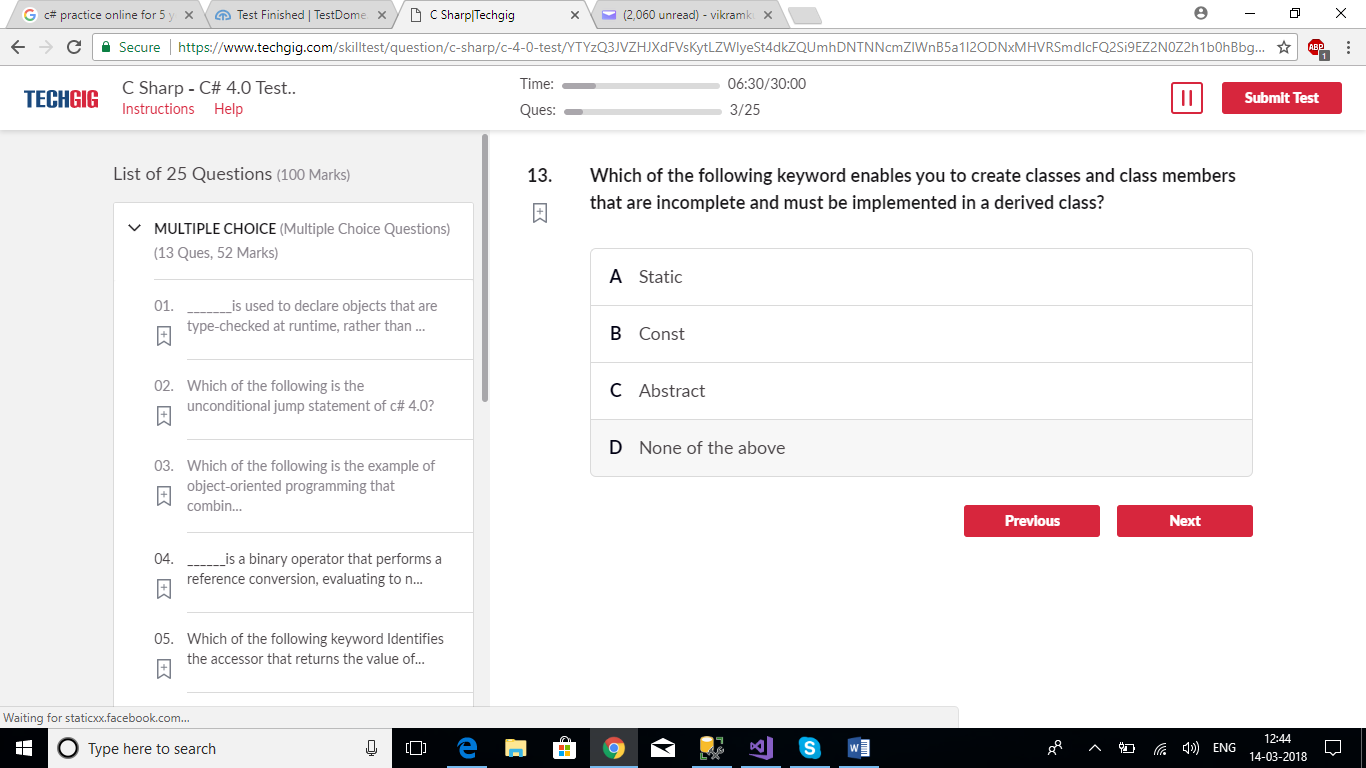 c# practice online for 5 y
Test Finished | TestDome
C Sharp|Techgig
(2,060 unread) - vikramk
Secure
https://www.techgig.com/skilltest/question/c-sharp/c-4-0-test/
ABP
1
TECHGIG
C Sharp - C# 4.0 Test..
Instructions Help
Time: 06:30/30:00
Ques: 3/25
Submit Test
List of 25 Questions (100 Marks)
MULTIPLE CHOICE (Multiple Choice Questions)
(13 Ques, 52 Marks)
01. _______is used to declare objects that are
type-checked at runtime, rather than ...
02. Which of the following is the
unconditional jump statement of c# 4.0?
03. Which of the following is the example of
object-oriented programming that
combin...
04. ______is a binary operator that performs a
reference conversion, evaluating to n...
05. Which of the following keyword Identifies
the accessor that returns the value of...
13. Which of the following keyword enables you to create classes and class members
that are incomplete and must be implemented in a derived class?
A Static
B Const
C Abstract
D None of the above
Previous
Next
Waiting for staticxx.facebook.com...
Type here to search
ENG
12:44
14-03-2018